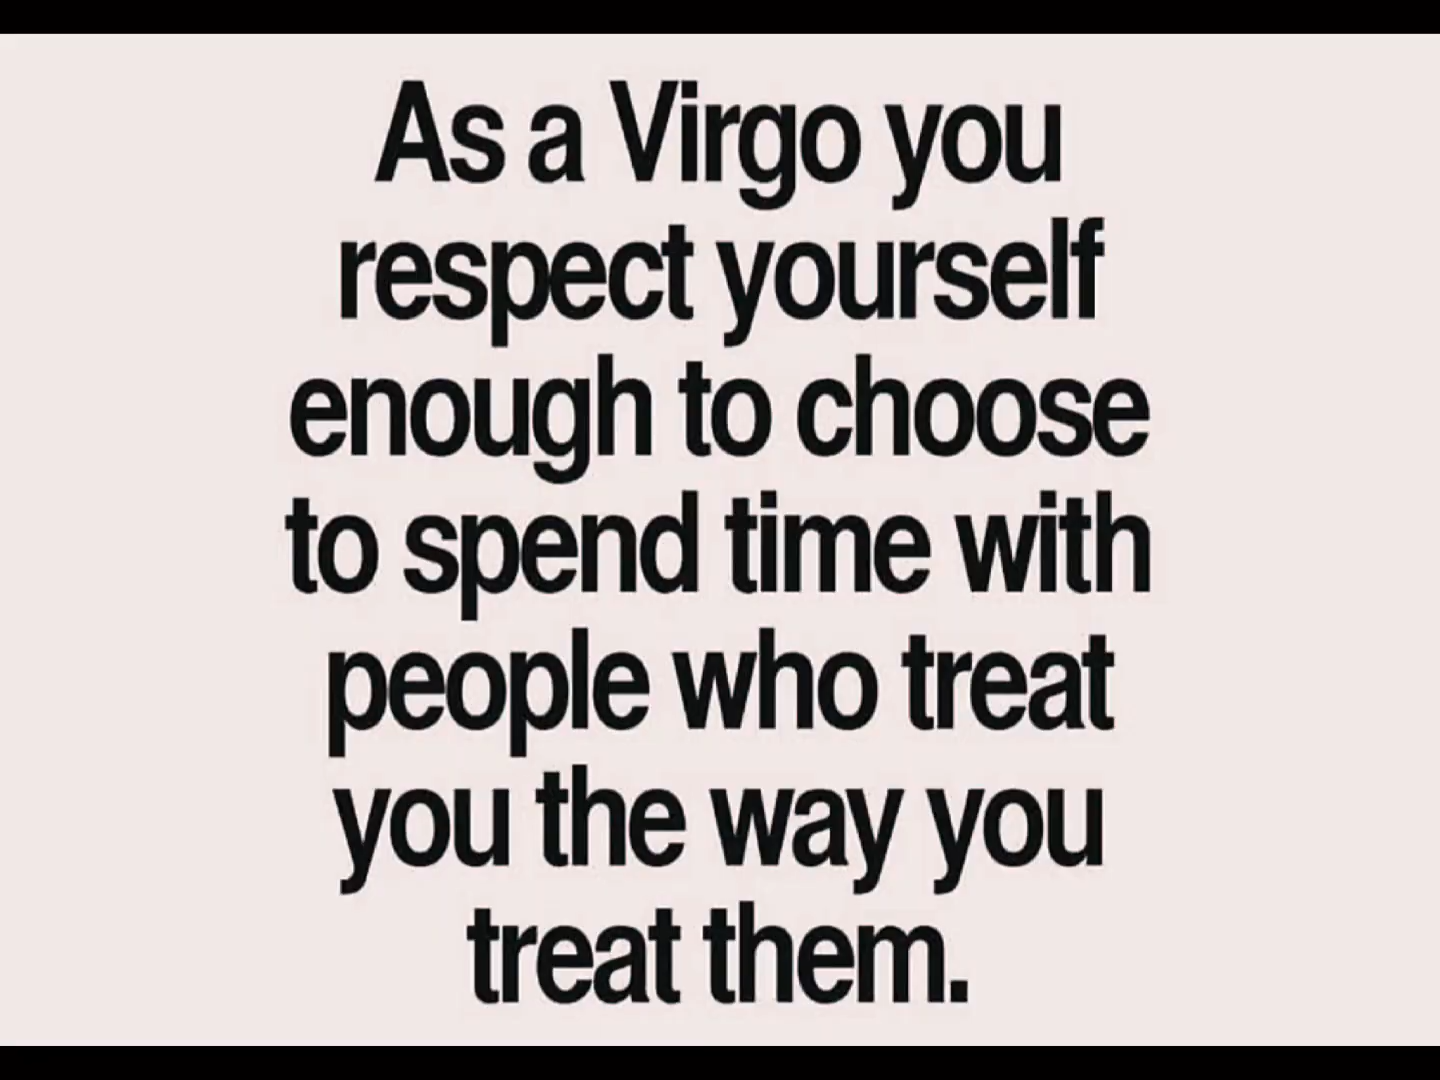 As a Virgo you
respect yourself
enough to choose
to spend time with
people who treat
you the way you
treat them.